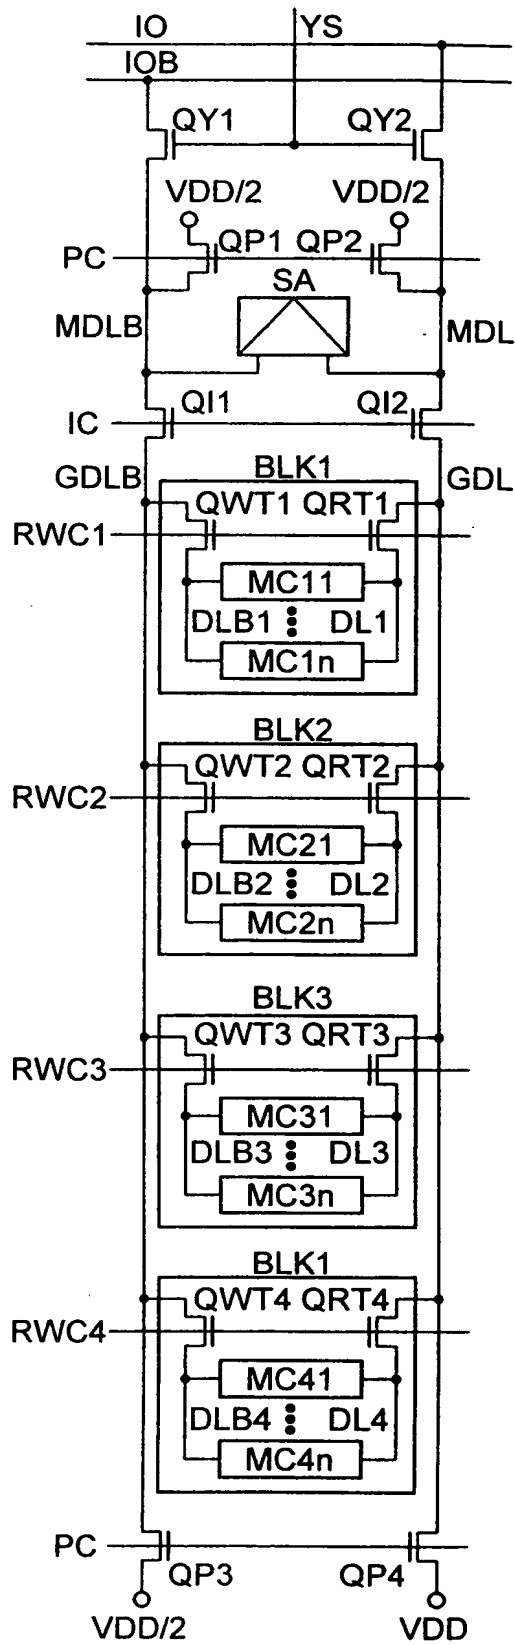 IO YS
IOB
QY1 QY2
VDD/2 VDD/2
PC QP1 QP2
SA
MDLB MDL
IC QI1 QI2
GDLB BLK1 GDL
QWT1 QRT1
RWC1
MC11
DLB1 DL1
MC1n
BLK2
QWT2 QRT2
RWC2
MC21
DLB2 DL2
MC2n
BLK3
QWT3 QRT3
RWC3
MC31
DLB3 DL3
MC3n
BLK1
QWT4 QRT4
RWC4
MC41
DLB4 DL4
MC4n
PC
QP3 QP4
VDD/2 VDD